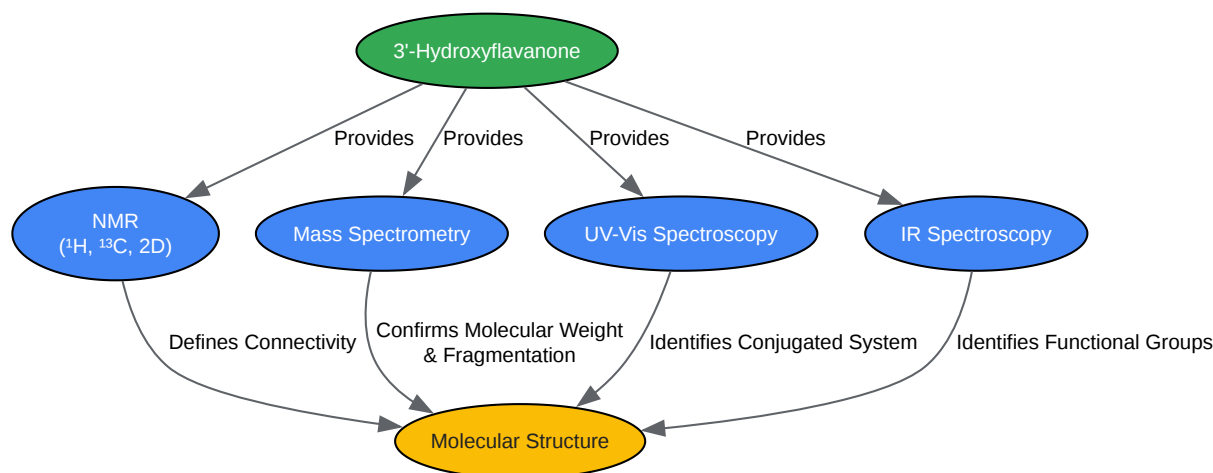 3'-Hydroxyflavanone
Provides
Provides
Provides
Provides
NMR
(¹H, ¹³C, 2D)
Mass Spectrometry
UV-Vis Spectroscopy
IR Spectroscopy
Defines Connectivity
Confirms Molecular Weight
& Fragmentation
Identifies Conjugated System
Identifies Functional Groups
Molecular Structure